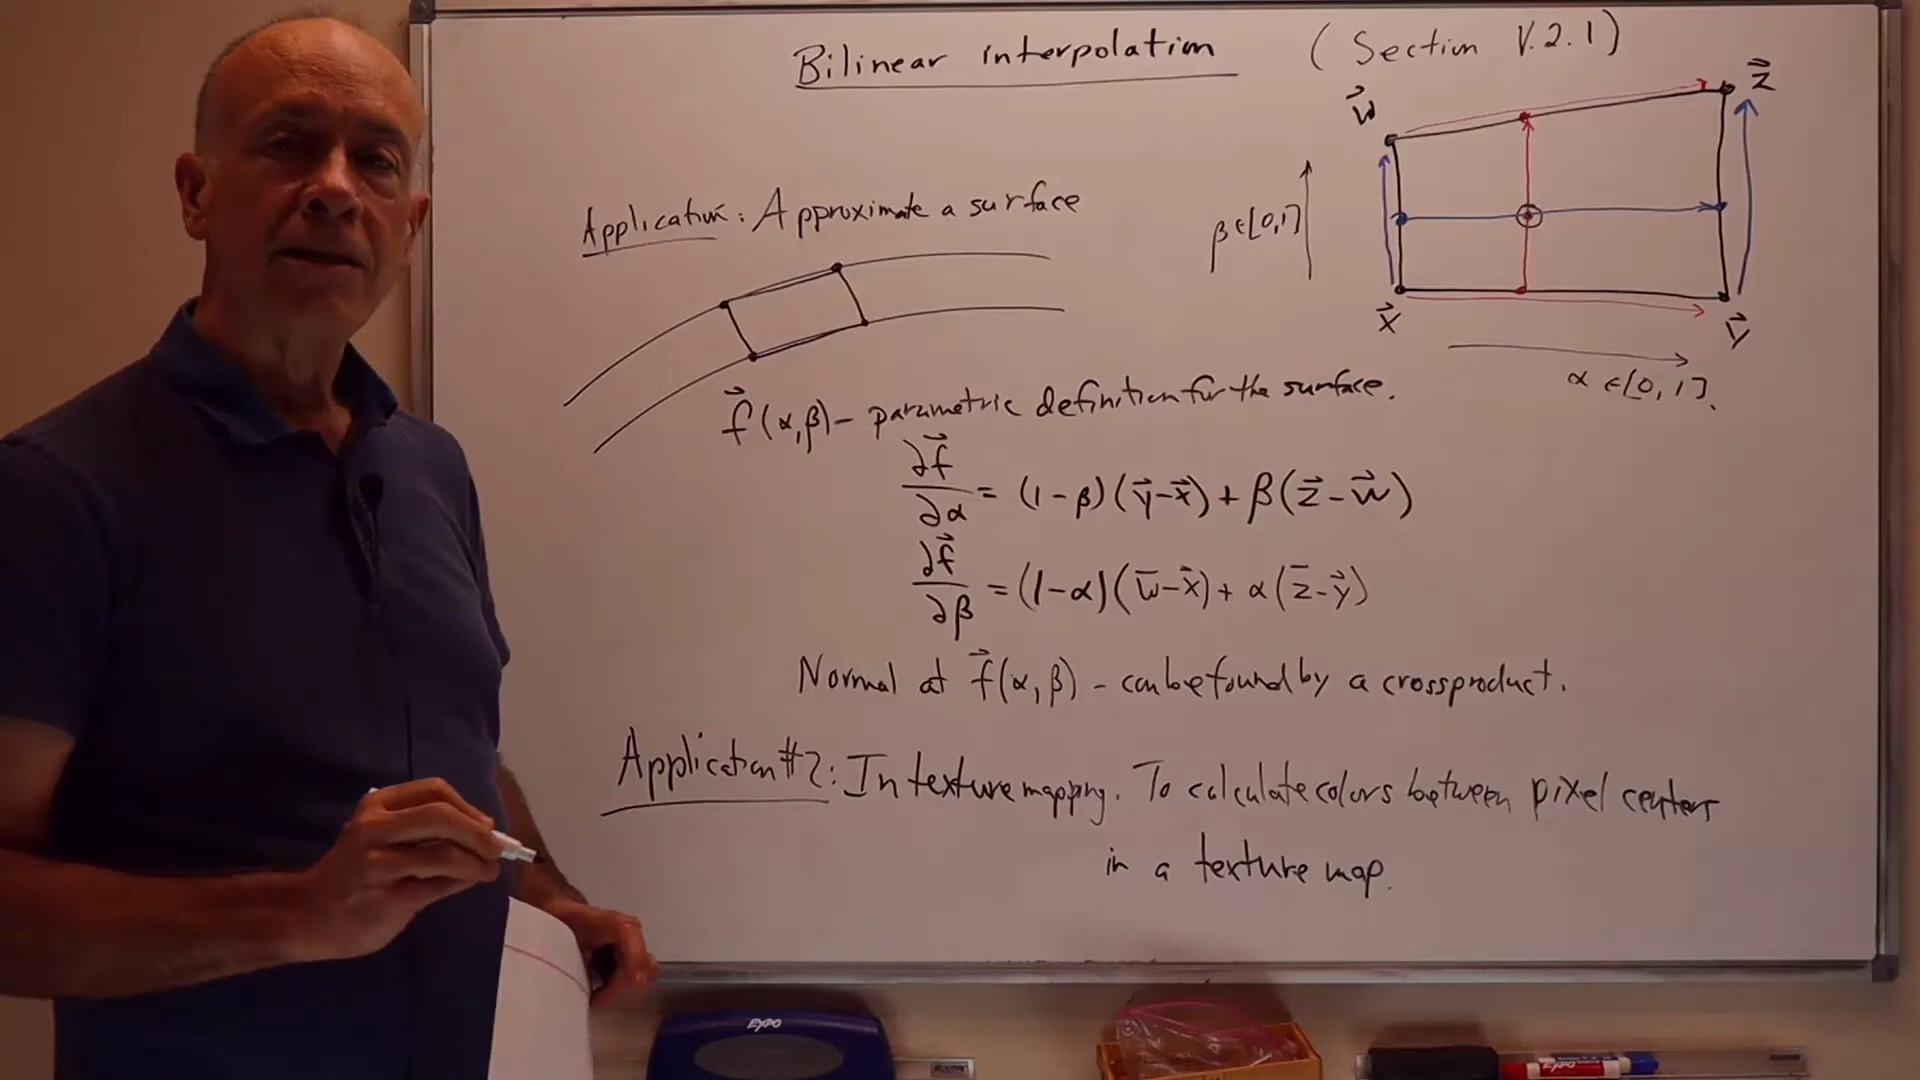 Bilinear interpolation (Section V.2.1)
w⃗ z⃗
β∈[0,1]
x⃗ y⃗
α∈[0,1].
Application: Approximate a surface
f⃗(α,β) – parametric definition for the surface.
∂f⃗/∂α = (1-β)(y⃗-x⃗) + β(z⃗-w⃗)
∂f⃗/∂β = (1-α)(w̄-x⃗) + α(z̄-y⃗)
Normal at f⃗(α,β) – can be found by a crossproduct.
Application #2: In texture mapping. To calculate colors between pixel centers
in a texture map.
EXPO
EXPO